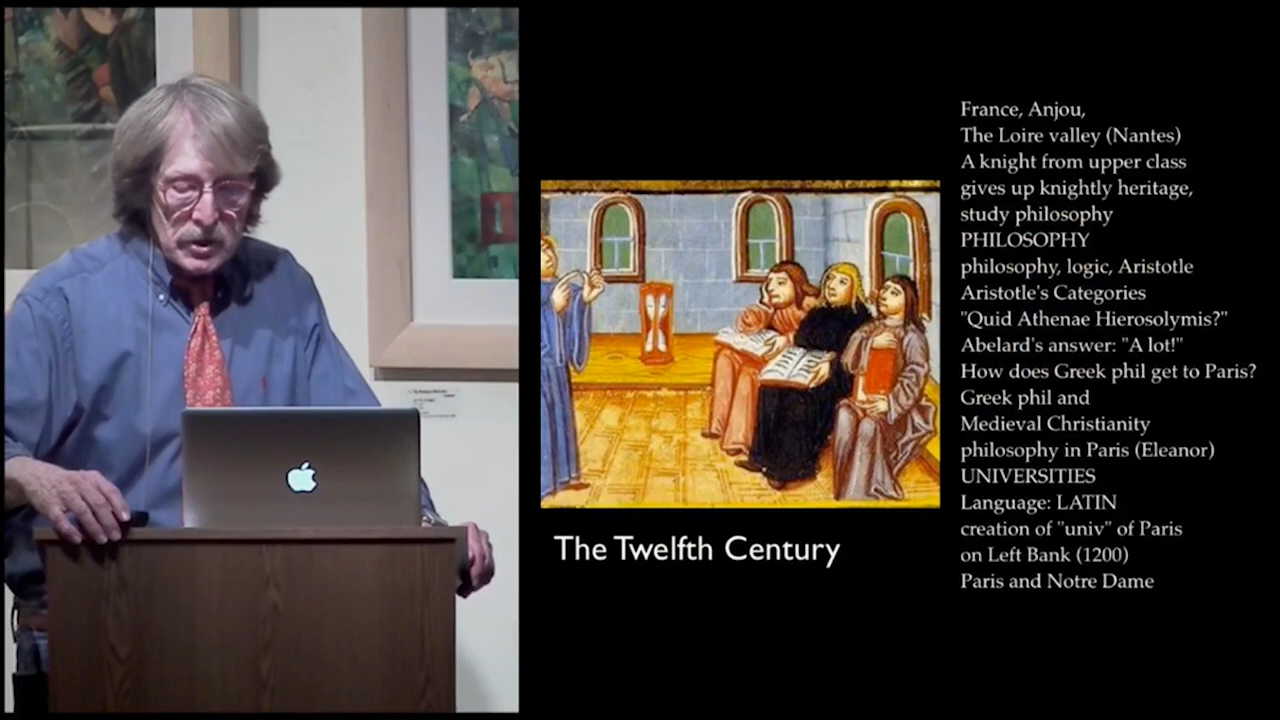 The Twelfth Century
France, Anjou,
The Loire valley (Nantes)
A knight from upper class
gives up knightly heritage,
study philosophy
PHILOSOPHY
philosophy, logic, Aristotle
Aristotle's Categories
"Quid Athenae Hierosolymis?"
Abelard's answer: "A lot!"
How does Greek phil get to Paris?
Greek phil and
Medieval Christianity
philosophy in Paris (Eleanor)
UNIVERSITIES
Language: LATIN
creation of "univ" of Paris
on Left Bank (1200)
Paris and Notre Dame